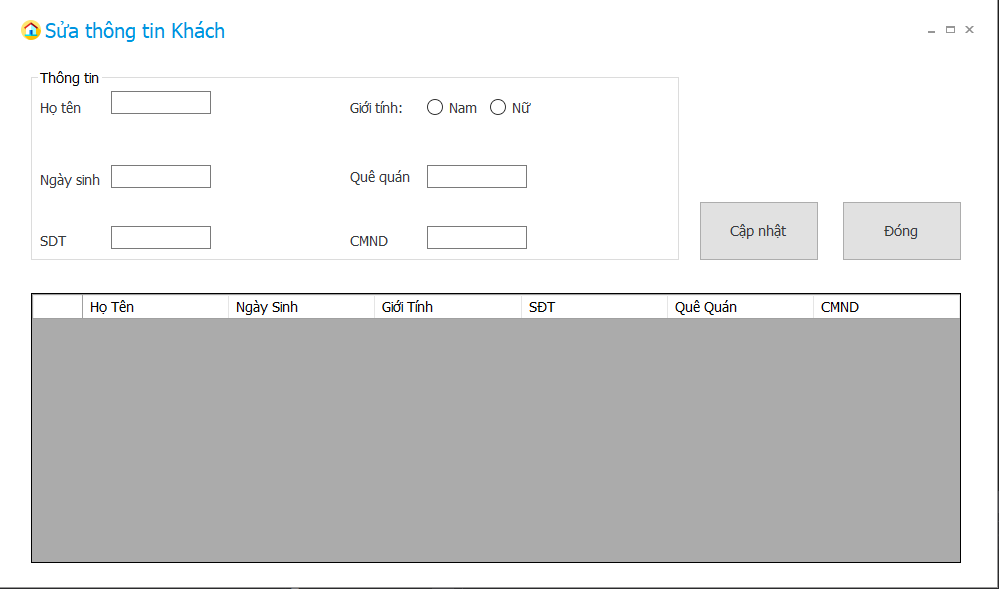 Sửa thông tin Khách
Thông tin
Họ tên
Giới tính: Nam Nữ
Ngày sinh
Quê quán
SDT
CMND
Cập nhật
Đóng
Họ Tên Ngày Sinh Giới Tính SĐT Quê Quán CMND